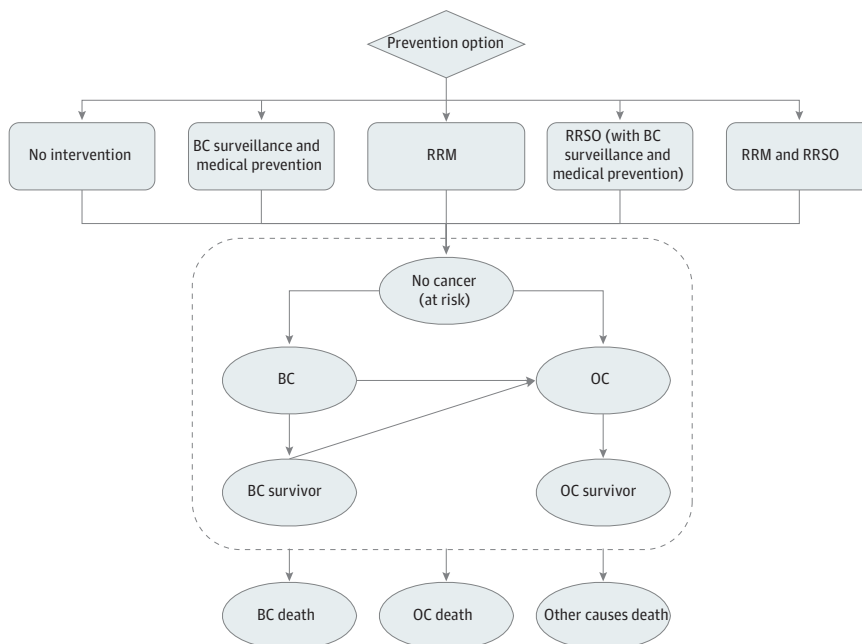 Prevention option
No intervention
BC surveillance and
medical prevention
RRM
RRSO (with BC
surveillance and
medical prevention)
RRM and RRSO
No cancer
(at risk)
BC
OC
BC survivor
OC survivor
BC death
OC death
Other causes death